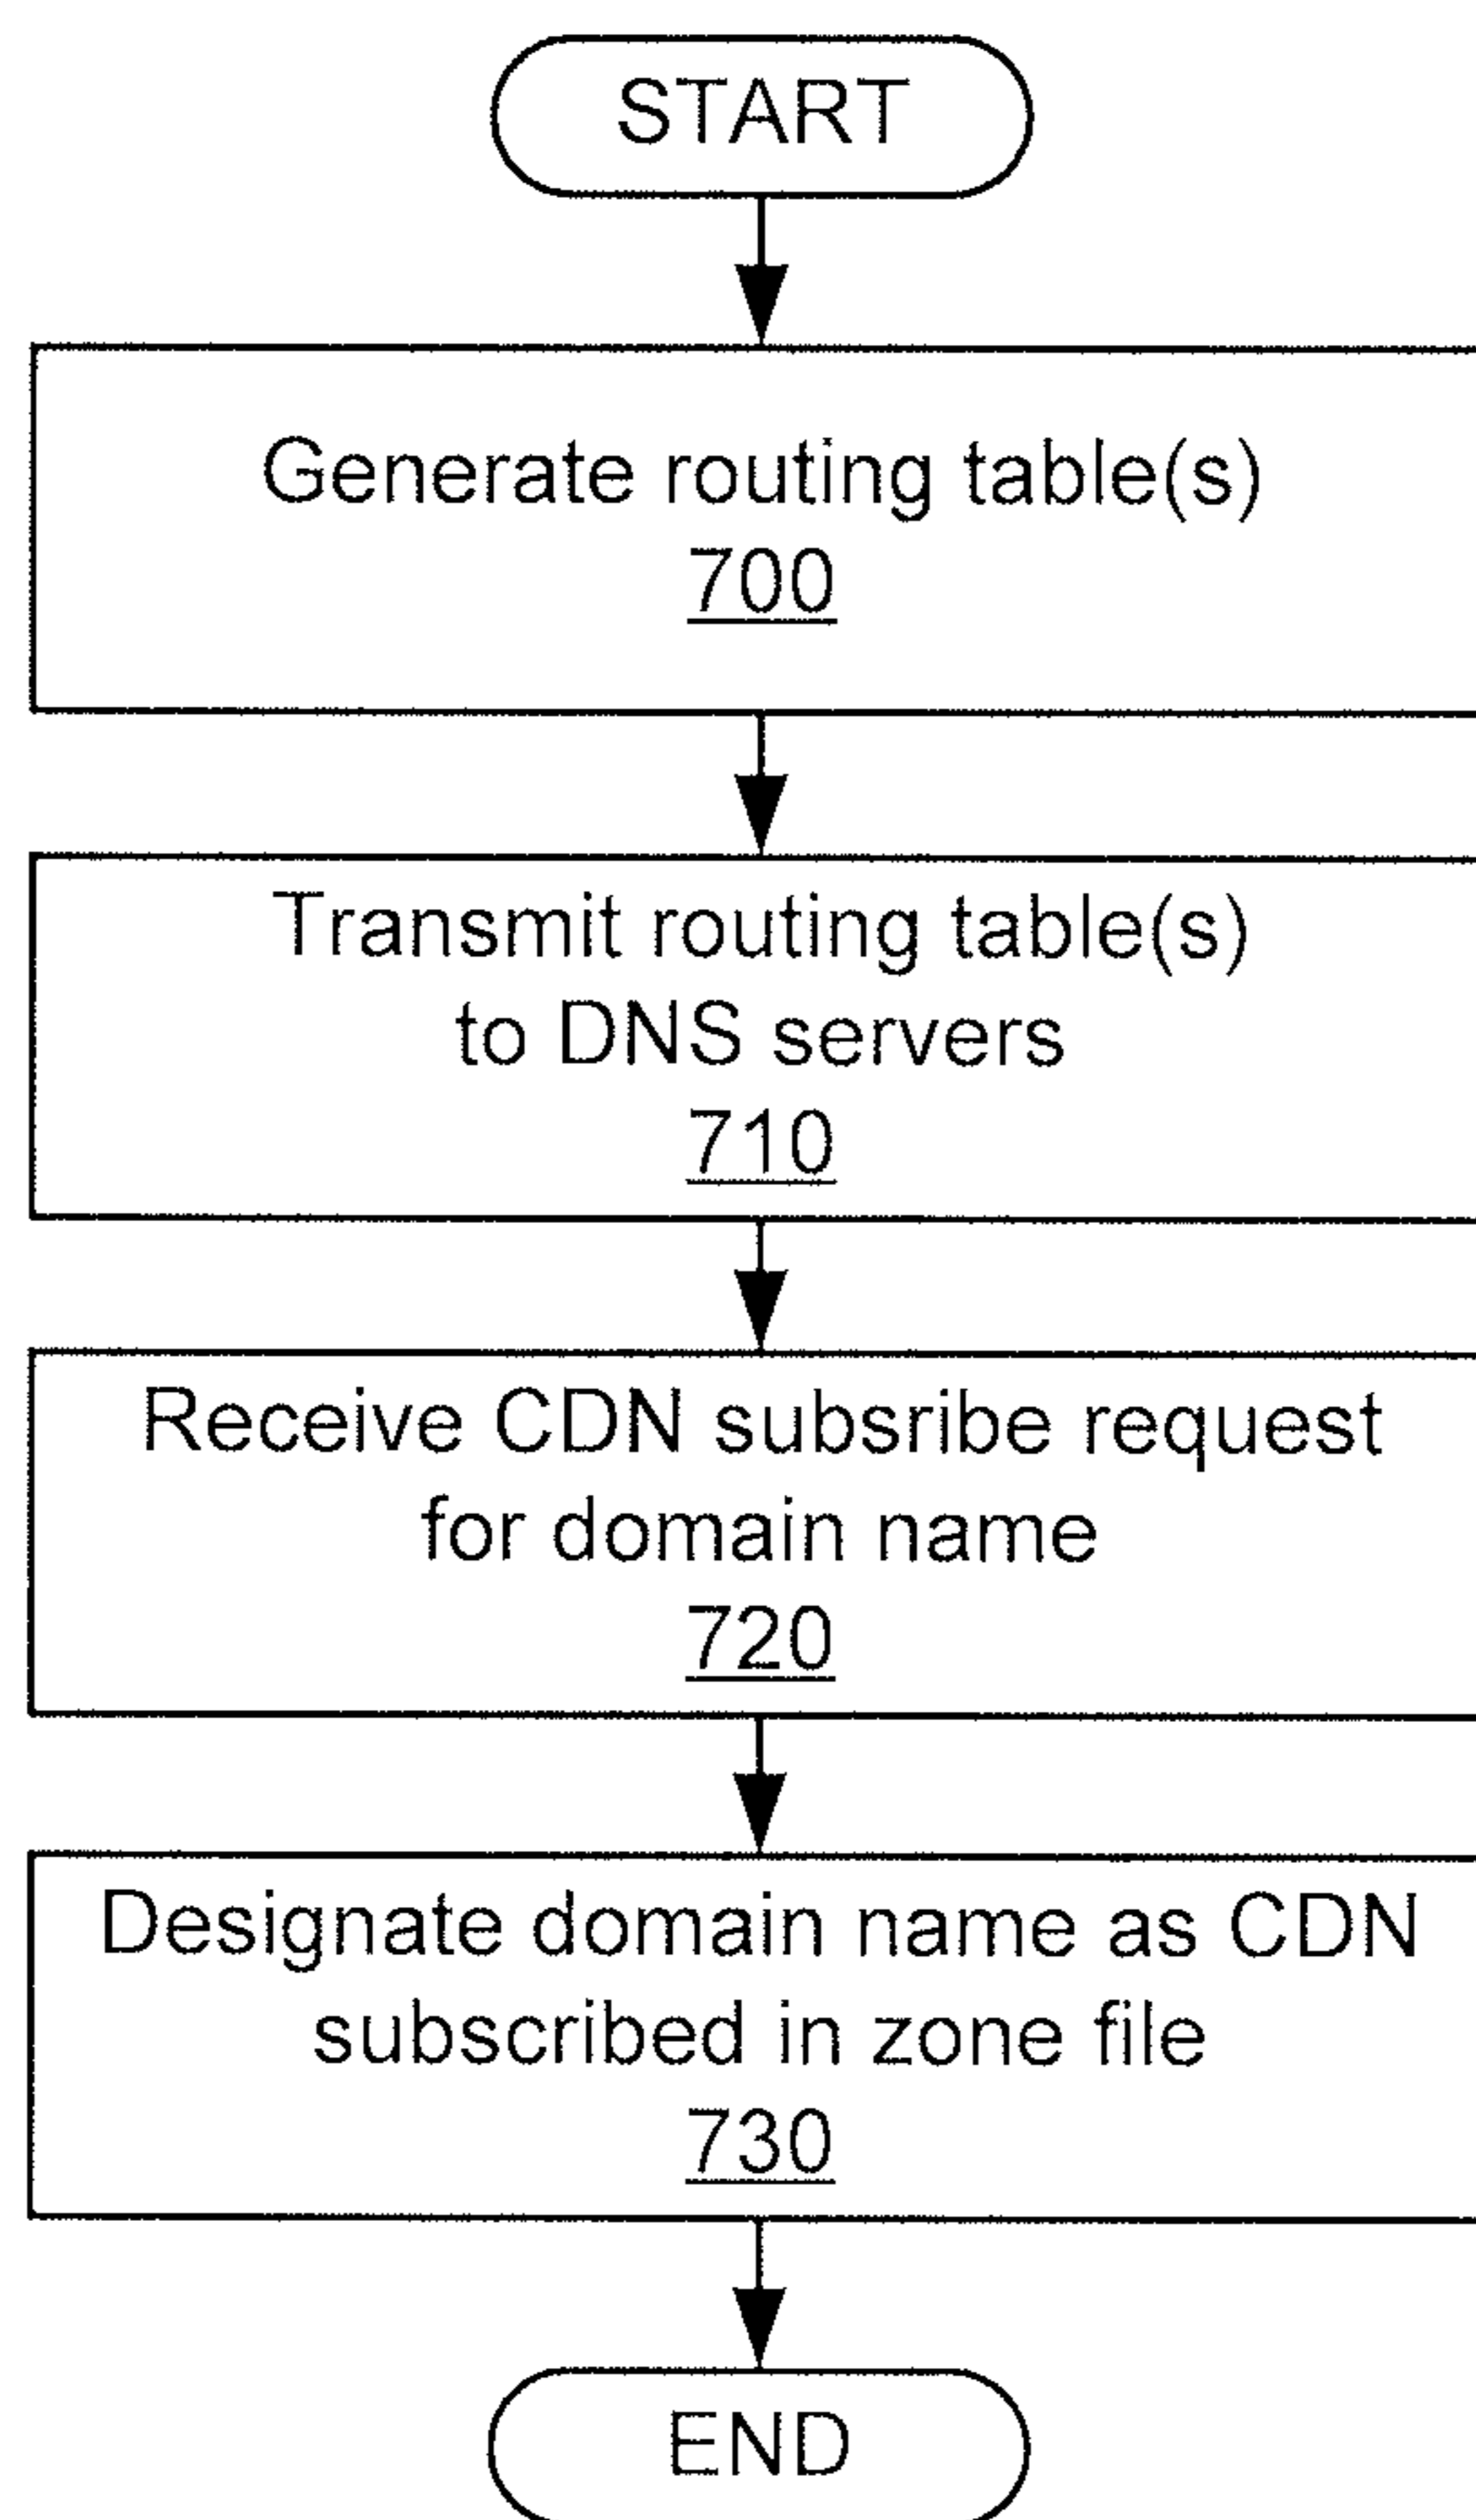 START
Generate routing table(s)
700
Transmit routing table(s)
to DNS servers
710
Receive CDN subsribe request
for domain name
720
Designate domain name as CDN
subscribed in zone file
730
END